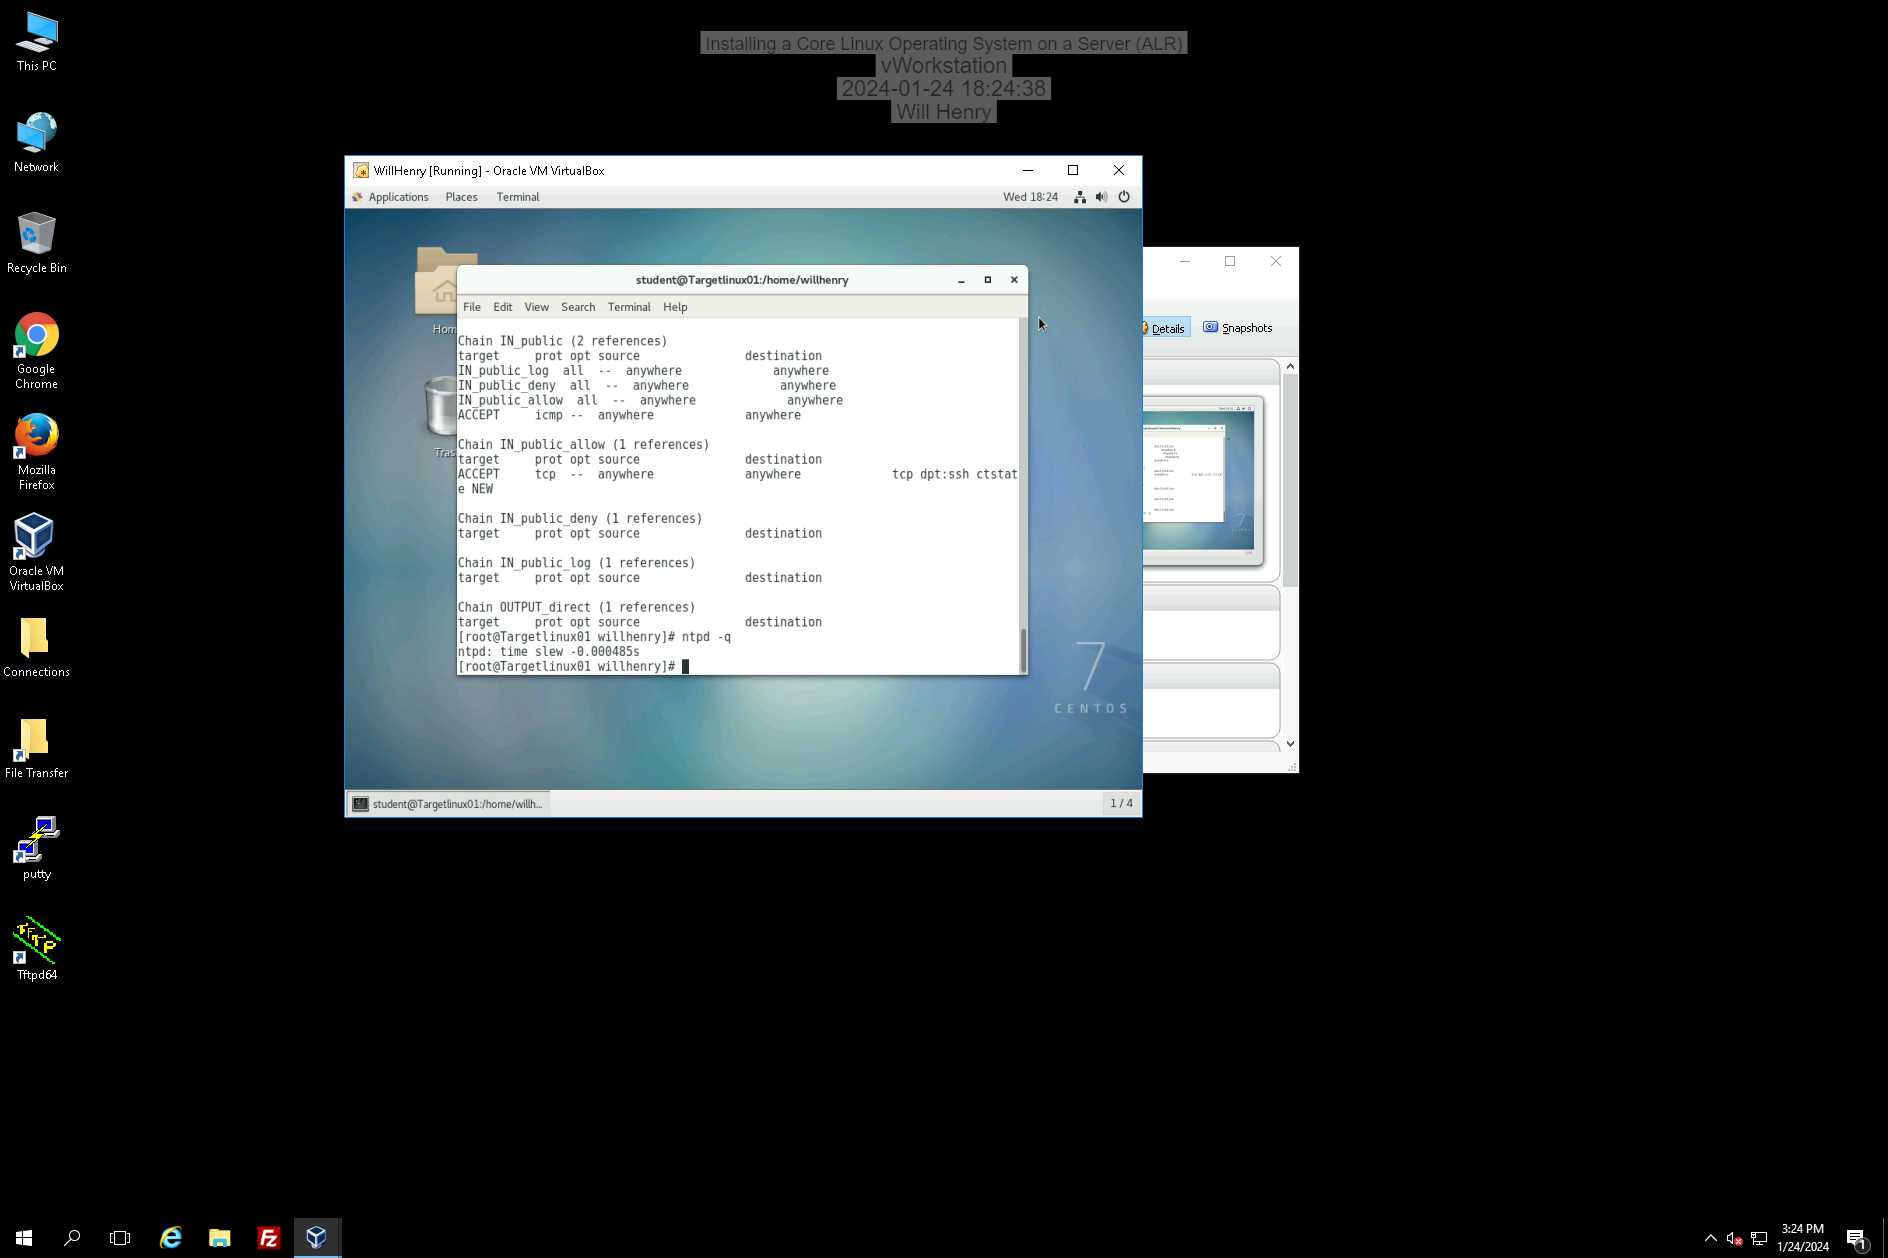 Installing a Core Linux Operating System on a Server (ALR)
vWorkstation
2024-01-24 18:24:38
Will Henry
This PC
Network
Recycle Bin
Google
Chrome
Mozilla
Firefox
Oracle VM
VirtualBox
Connections
File Transfer
putty
Tftpd64
WillHenry [Running] - Oracle VM VirtualBox
Applications Places Terminal Wed 18:24
Hom
Tras
student@Targetlinux01:/home/willhenry
File Edit View Search Terminal Help
Chain IN_public (2 references)
target     prot opt source               destination
IN_public_log  all  --  anywhere             anywhere
IN_public_deny  all  --  anywhere             anywhere
IN_public_allow  all  --  anywhere             anywhere
ACCEPT     icmp --  anywhere             anywhere
Chain IN_public_allow (1 references)
target     prot opt source               destination
ACCEPT     tcp  --  anywhere             anywhere             tcp dpt:ssh ctstat
e NEW
Chain IN_public_deny (1 references)
target     prot opt source               destination
Chain IN_public_log (1 references)
target     prot opt source               destination
Chain OUTPUT_direct (1 references)
target     prot opt source               destination
[root@Targetlinux01 willhenry]# ntpd -q
ntpd: time slew -0.000485s
[root@Targetlinux01 willhenry]#
7
CENTOS
student@Targetlinux01:/home/willh...
1 / 4
Details Snapshots
3:24 PM
1/24/2024
1